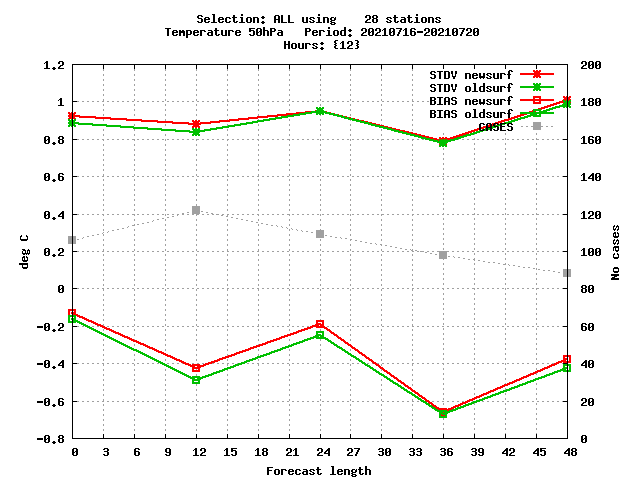 Selection: ALL using    28 stations
Temperature 50hPa   Period: 20210716-20210720
Hours: {12}
1.2
1
0.8
0.6
0.4
0.2
0
-0.2
-0.4
-0.6
-0.8
deg C
200
180
160
140
120
100
80
60
40
20
0
No cases
STDV newsurf
STDV oldsurf
BIAS newsurf
BIAS oldsurf
CASES
0 3 6 9 12 15 18 21 24 27 30 33 36 39 42 45 48
Forecast length